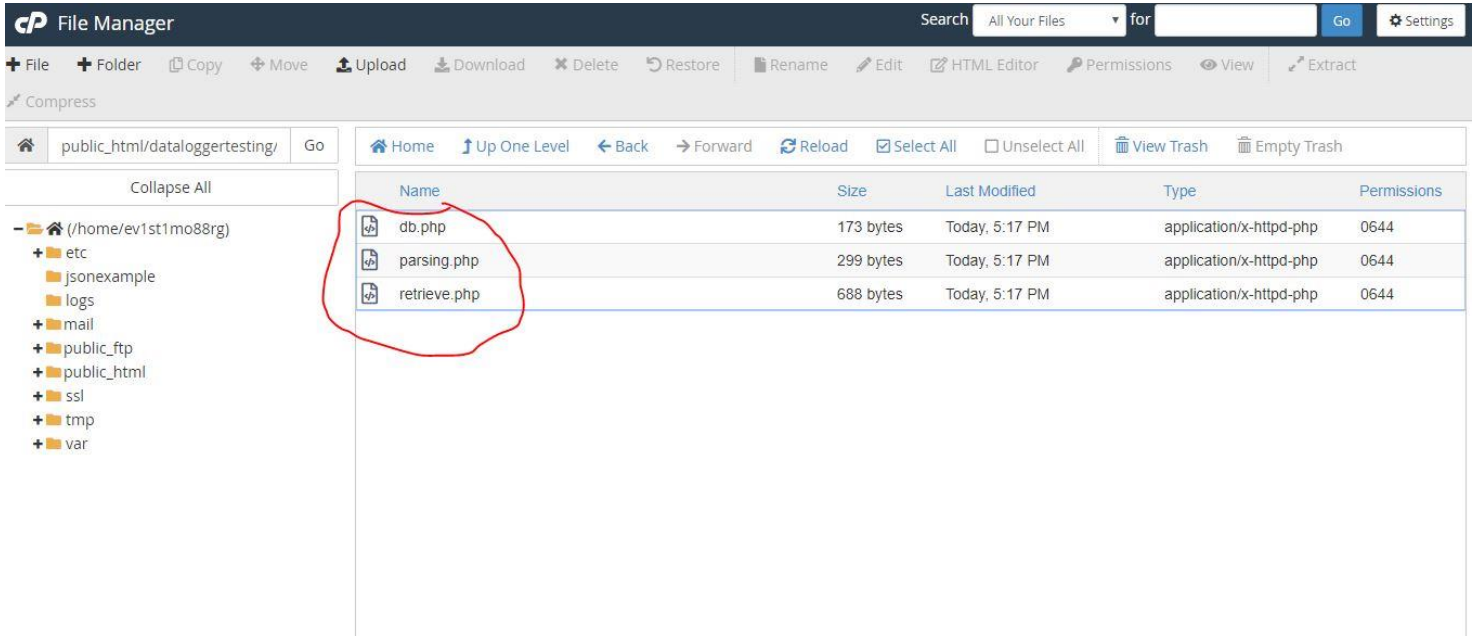 cP File Manager Search All Your Files for Go Settings
File Folder Copy Move Upload Download Delete Restore Rename Edit HTML Editor Permissions View Extract
Compress
public_html/dataloggertesting/ Go Home Up One Level Back Forward Reload Select All Unselect All View Trash Empty Trash
Collapse All
Name Size Last Modified Type Permissions
(/home/ev1st1mo88rg)
etc
jsonexample
logs
mail
public_ftp
public_html
ssl
tmp
var
db.php 173 bytes Today, 5:17 PM application/x-httpd-php 0644
parsing.php 299 bytes Today, 5:17 PM application/x-httpd-php 0644
retrieve.php 688 bytes Today, 5:17 PM application/x-httpd-php 0644